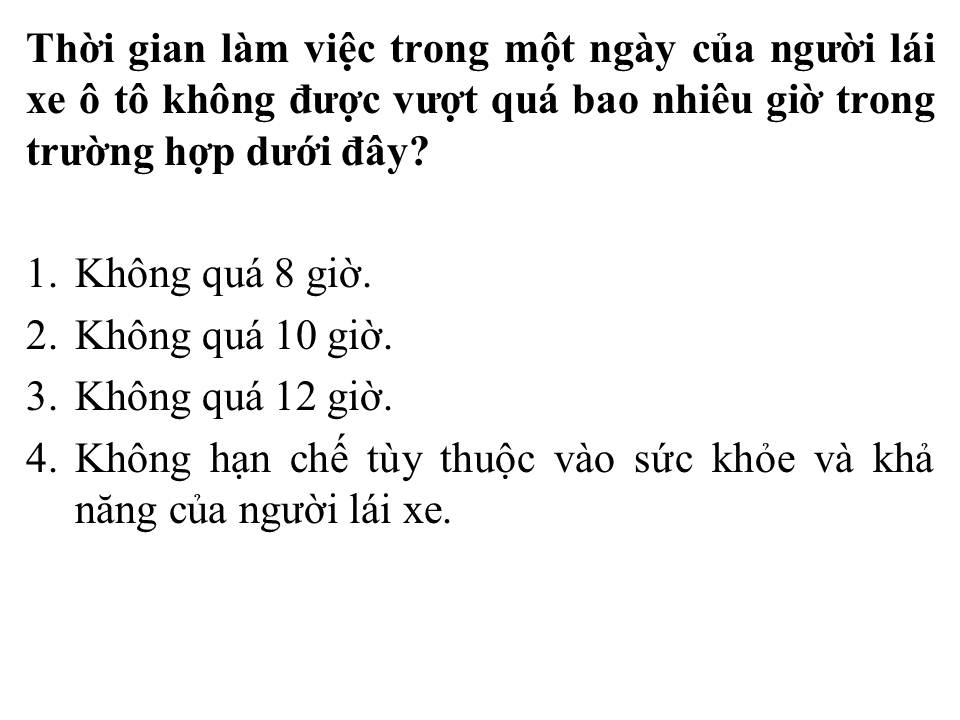 Thời gian làm việc trong một ngày của người lái
xe ô tô không được vượt quá bao nhiêu giờ trong
trường hợp dưới đây?
1. Không quá 8 giờ.
2. Không quá 10 giờ.
3. Không quá 12 giờ.
4. Không hạn chế tùy thuộc vào sức khỏe và khả
năng của người lái xe.